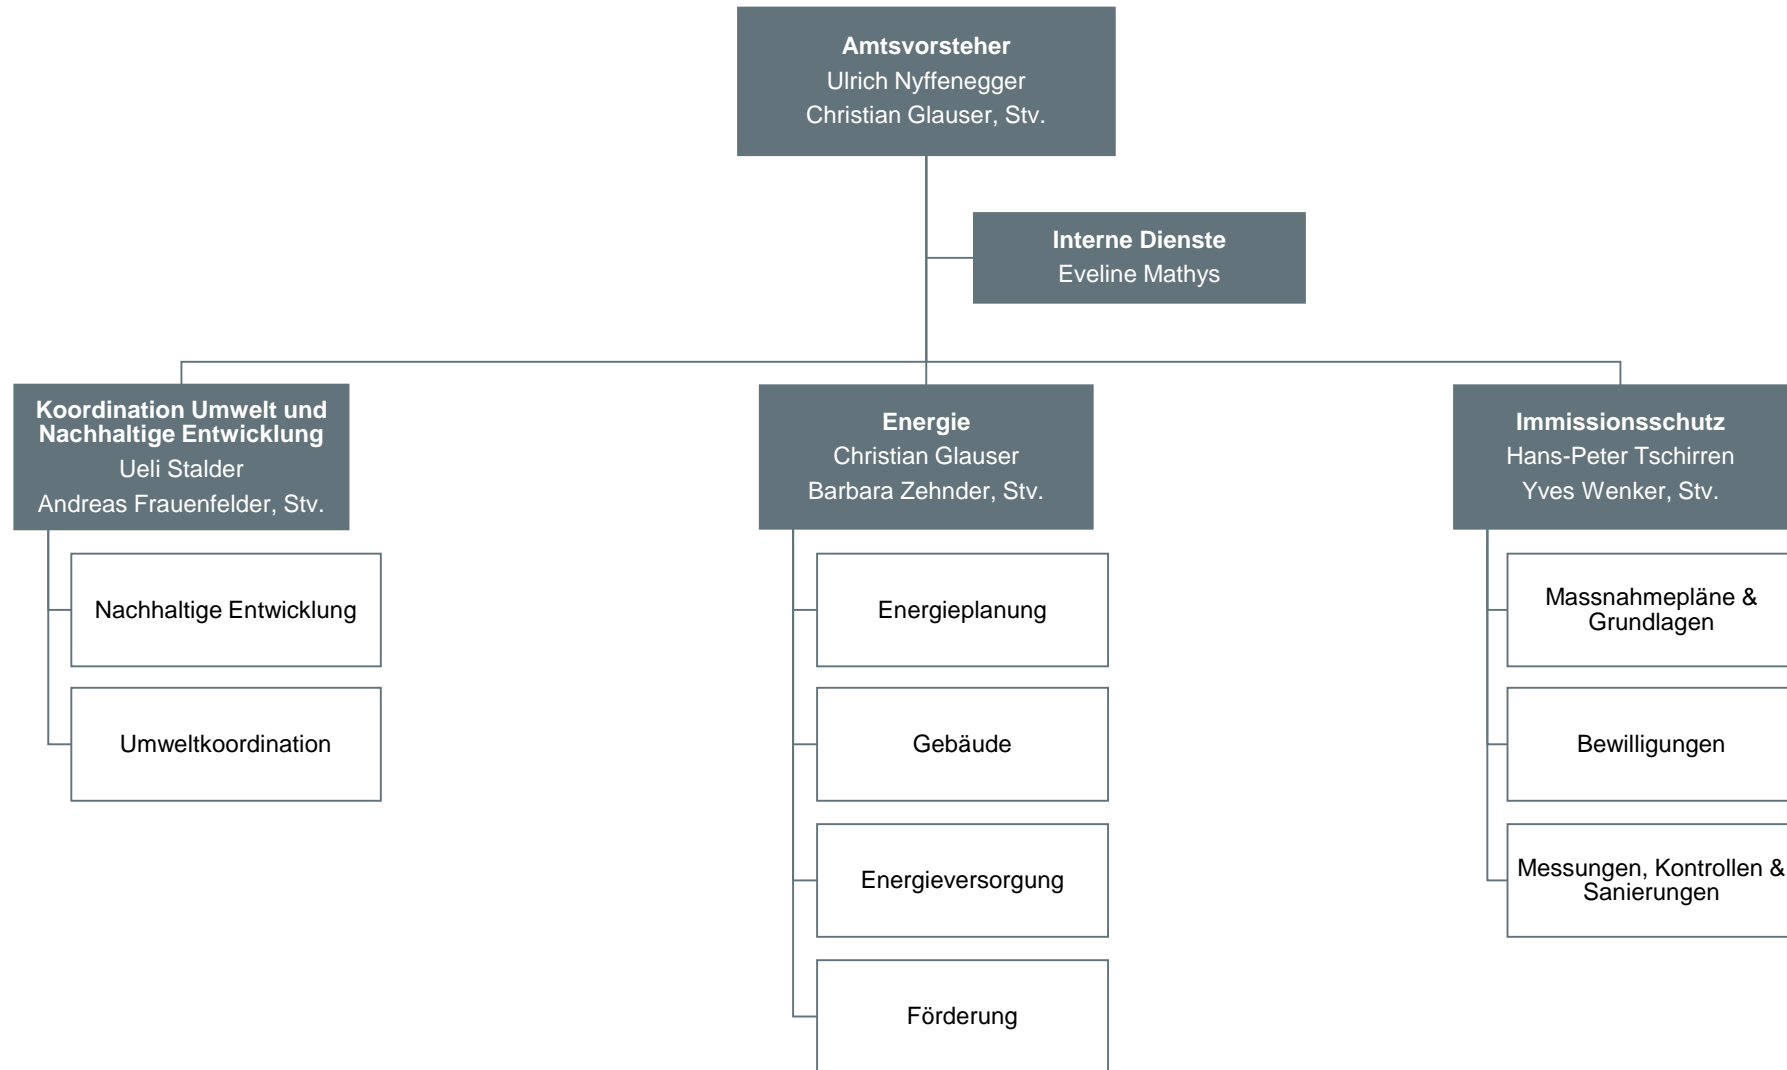 Amtsvorsteher
Ulrich Nyffenegger
Christian Glauser, Stv.
Interne Dienste
Eveline Mathys
Koordination Umwelt und
Nachhaltige Entwicklung
Ueli Stalder
Andreas Frauenfelder, Stv.
Nachhaltige Entwicklung
Umweltkoordination
Energie
Christian Glauser
Barbara Zehnder, Stv.
Energieplanung
Gebäude
Energieversorgung
Förderung
Immissionsschutz
Hans-Peter Tschirren
Yves Wenker, Stv.
Massnahmepläne &
Grundlagen
Bewilligungen
Messungen, Kontrollen &
Sanierungen